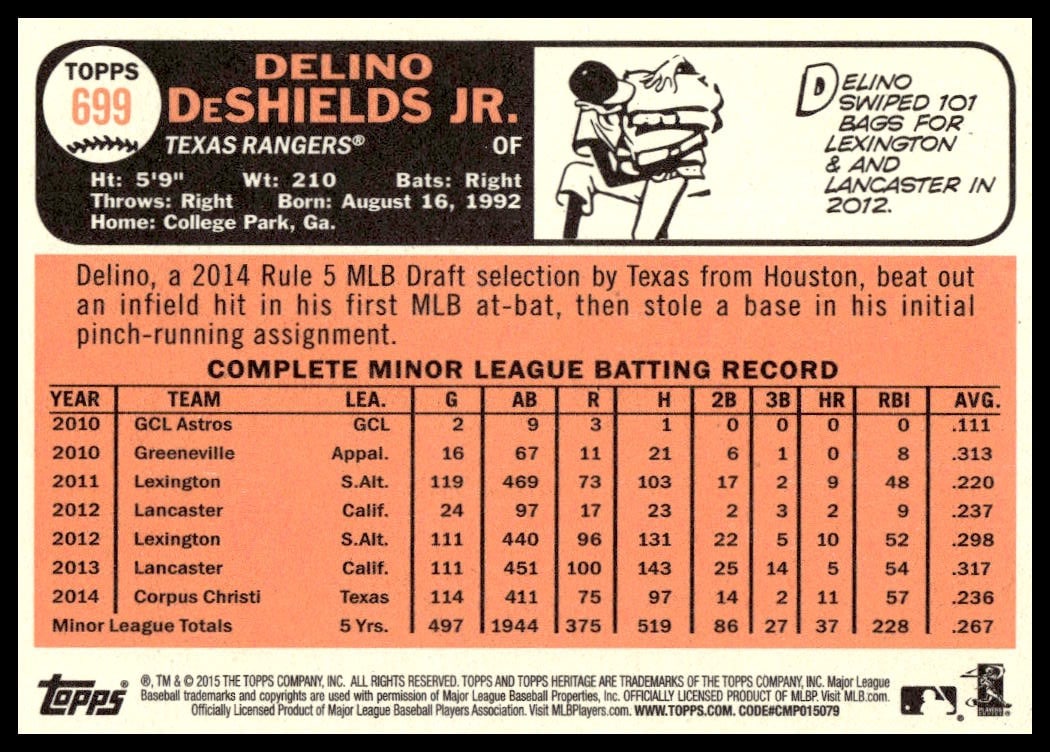 TOPPS
699
DELINO
DeSHIELDS JR.
TEXAS RANGERS® OF
Ht: 5'9" Wt: 210 Bats: Right
Throws: Right Born: August 16, 1992
Home: College Park, Ga.
DELINO
SWIPED 101
BAGS FOR
LEXINGTON
& AND
LANCASTER IN
2012.
Delino, a 2014 Rule 5 MLB Draft selection by Texas from Houston, beat out
an infield hit in his first MLB at-bat, then stole a base in his initial
pinch-running assignment.
COMPLETE MINOR LEAGUE BATTING RECORD
YEAR TEAM LEA. G AB R H 2B 3B HR RBI AVG.
2010 GCL Astros GCL 2 9 3 1 0 0 0 0 .111
2010 Greeneville Appal. 16 67 11 21 6 1 0 8 .313
2011 Lexington S.Alt. 119 469 73 103 17 2 9 48 .220
2012 Lancaster Calif. 24 97 17 23 2 3 2 9 .237
2012 Lexington S.Alt. 111 440 96 131 22 5 10 52 .298
2013 Lancaster Calif. 111 451 100 143 25 14 5 54 .317
2014 Corpus Christi Texas 114 411 75 97 14 2 11 57 .236
Minor League Totals 5 Yrs. 497 1944 375 519 86 27 37 228 .267
topps®
®, TM & © 2015 THE TOPPS COMPANY, INC. ALL RIGHTS RESERVED. TOPPS AND TOPPS HERITAGE ARE TRADEMARKS OF THE TOPPS COMPANY, INC. Major League
Baseball trademarks and copyrights are used with permission of Major League Baseball Properties, Inc. OFFICIALLY LICENSED PRODUCT OF MLBP. Visit MLB.com.
Officially Licensed Product of Major League Baseball Players Association. Visit MLBPlayers.com. WWW.TOPPS.COM. CODE#CMP015079